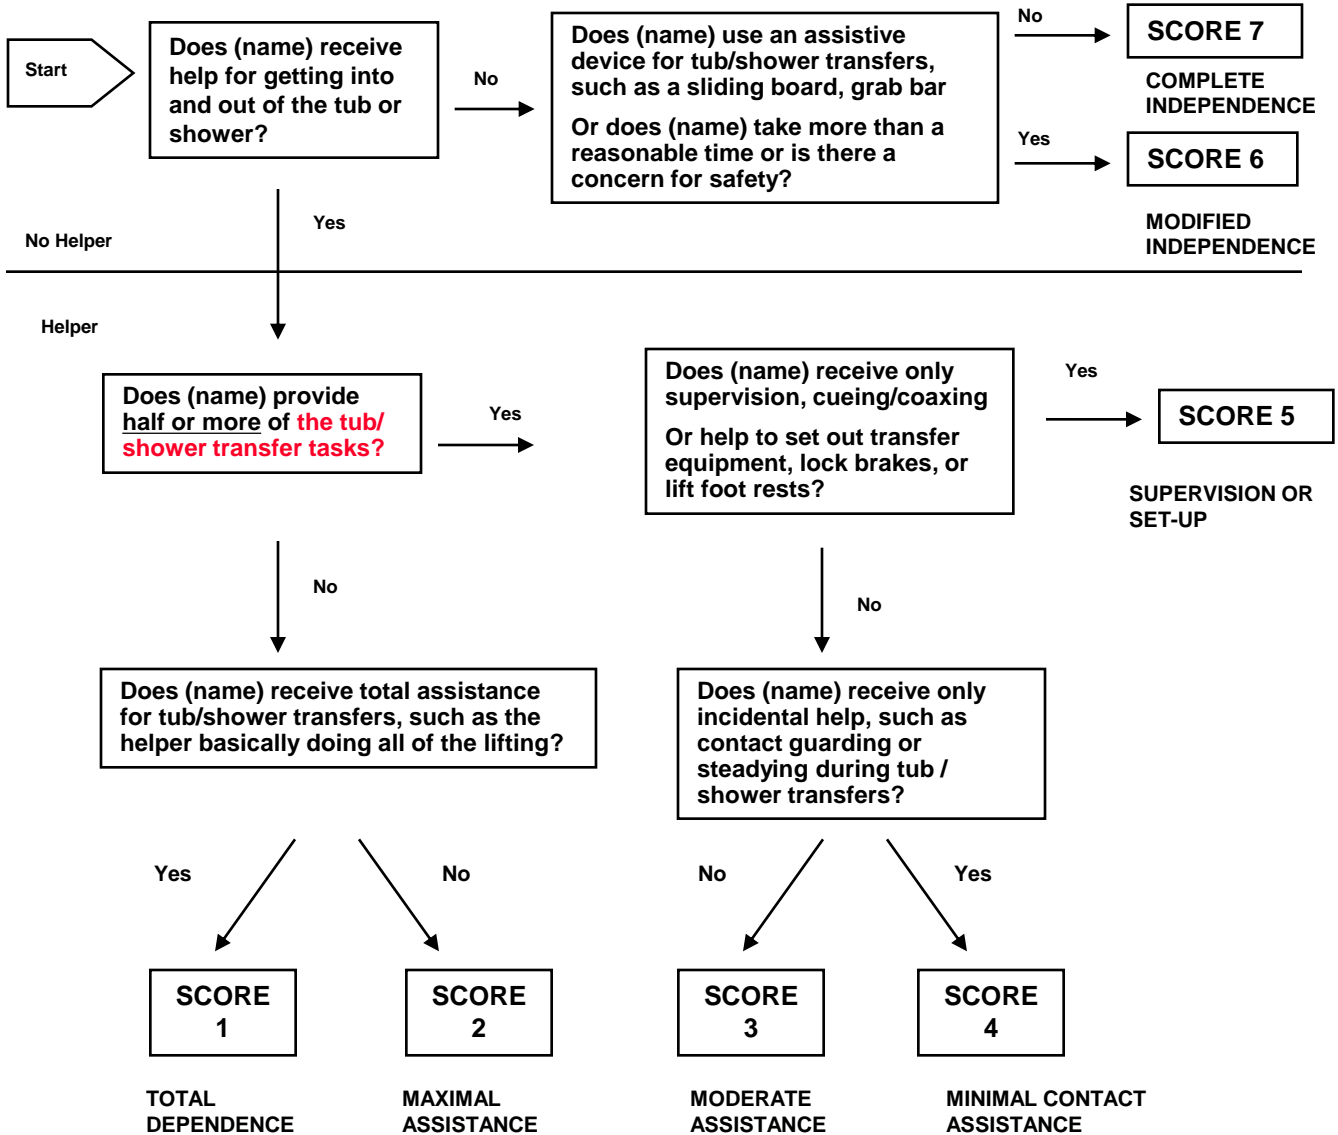 Start
Does (name) receive
help for getting into
and out of the tub or
shower?
No
Does (name) use an assistive
device for tub/shower transfers,
such as a sliding board, grab bar
Or does (name) take more than a
reasonable time or is there a
concern for safety?
No
SCORE 7
COMPLETE
INDEPENDENCE
Yes
SCORE 6
MODIFIED
INDEPENDENCE
Yes
No Helper
Helper
Does (name) provide
half or more of the tub/
shower transfer tasks?
Yes
Does (name) receive only
supervision, cueing/coaxing
Or help to set out transfer
equipment, lock brakes, or
lift foot rests?
Yes
SCORE 5
SUPERVISION OR
SET-UP
No
No
Does (name) receive total assistance
for tub/shower transfers, such as the
helper basically doing all of the lifting?
Does (name) receive only
incidental help, such as
contact guarding or
steadying during tub /
shower transfers?
Yes
No
No
Yes
SCORE
1
SCORE
2
SCORE
3
SCORE
4
TOTAL
DEPENDENCE
MAXIMAL
ASSISTANCE
MODERATE
ASSISTANCE
MINIMAL CONTACT
ASSISTANCE